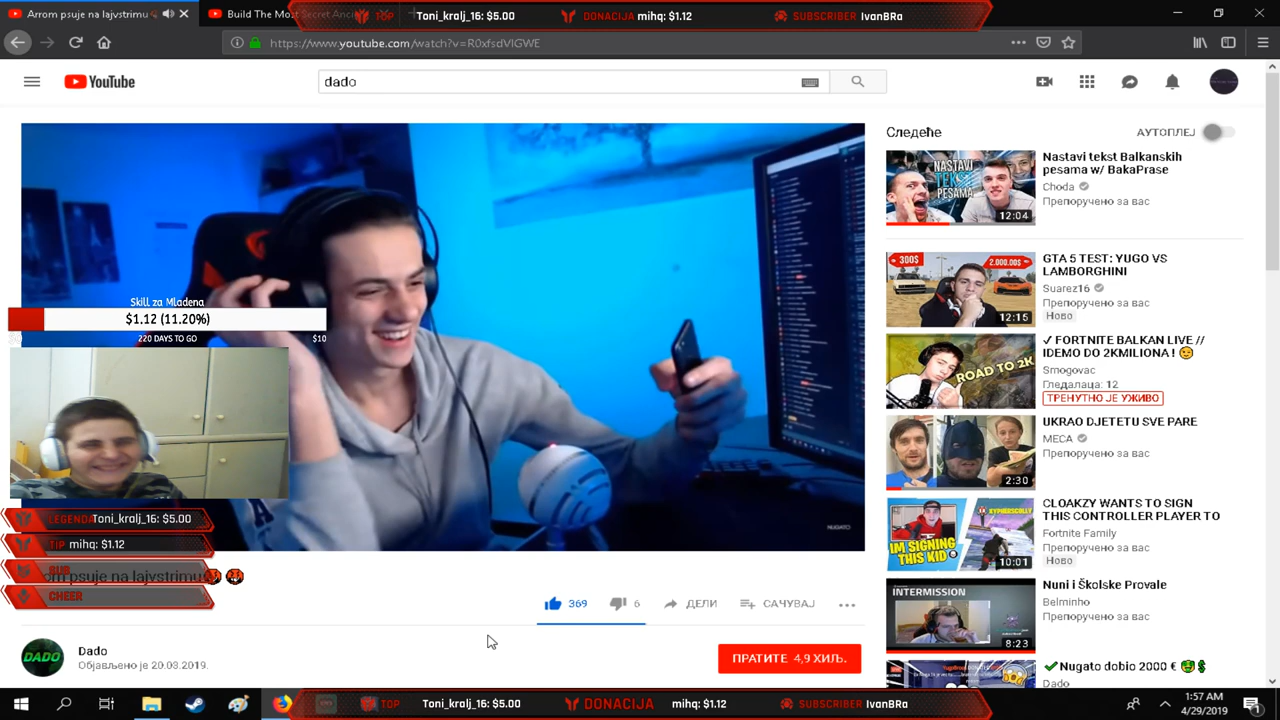 Arrom psuje na lajvstrimu
Build The Most Secret Anci
TOP Toni_kralj_16: $5.00
DONACIJA mihq: $1.12
SUBSCRIBER IvanBRa
https://www.youtube.com/watch?v=R0xfsdVIGWE
YouTube
dado
Следеће
АУТОПЛЕЈ
NASTAVI
TEKST
PESAMA
12:04
Nastavi tekst Balkanskih
pesama w/ BakaPrase
Choda
Препоручено за вас
300$
2,000.00$
12:15
GTA 5 TEST: YUGO VS
LAMBORGHINI
Suarez16
Препоручено за вас
Ново
ROAD TO 2K
✓ FORTNITE BALKAN LIVE //
IDEMO DO 2KMILIONA ! 😏
Smogovac
Гледалаца: 12
ТРЕНУТНО ЈЕ УЖИВО
2:30
UKRAO DJETETU SVE PARE
MECA
Препоручено за вас
IM SIGNING
THIS KID
XYPHERSCULLY
10:01
CLOAKZY WANTS TO SIGN
THIS CONTROLLER PLAYER TO
Fortnite Family
Препоручено за вас
Ново
INTERMISSION
8:23
Nuni i Školske Provale
Belminho
Препоручено за вас
Nugato dobio 2000 €
Dado
Skill za Mladena
$1.12 (11.20%)
220 DAYS TO GO
$10
NUGATO
LEGENDA Toni_kralj_16: $5.00
TIP mihq: $1.12
SUB
om psuje na lajvstrimu
CHEER
369
6
ДЕЛИ
САЧУВАЈ
DADO
Dado
Објављено је 20.03.2019.
ПРАТИТЕ 4,9 ХИЉ.
TOP Toni_kralj_16: $5.00
DONACIJA mihq: $1.12
SUBSCRIBER IvanBRa
1:57 AM
4/29/2019